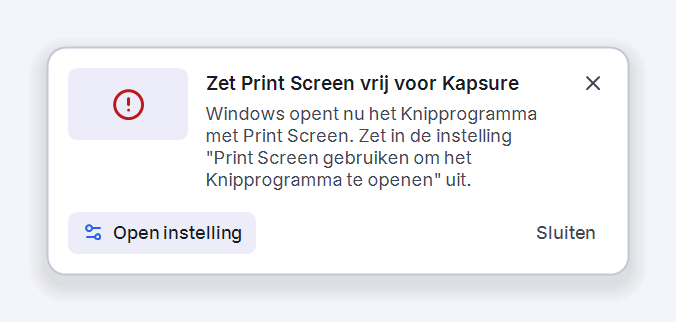 Zet Print Screen vrij voor Kapsure
Windows opent nu het Knipprogramma
met Print Screen. Zet in de instelling
"Print Screen gebruiken om het
Knipprogramma te openen" uit.
Open instelling
Sluiten